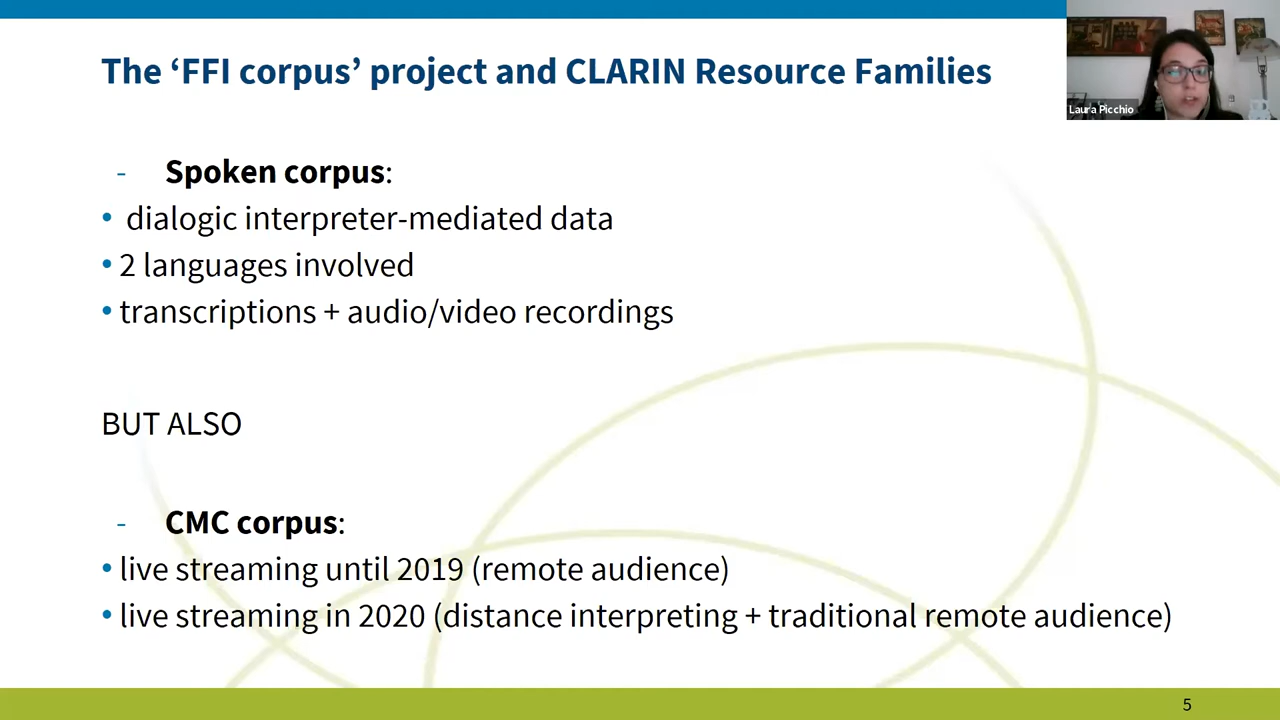 The ‘FFI corpus’ project and CLARIN Resource Families
Laura Picchio
- Spoken corpus:
• dialogic interpreter-mediated data
• 2 languages involved
• transcriptions + audio/video recordings
BUT ALSO
- CMC corpus:
• live streaming until 2019 (remote audience)
• live streaming in 2020 (distance interpreting + traditional remote audience)
5